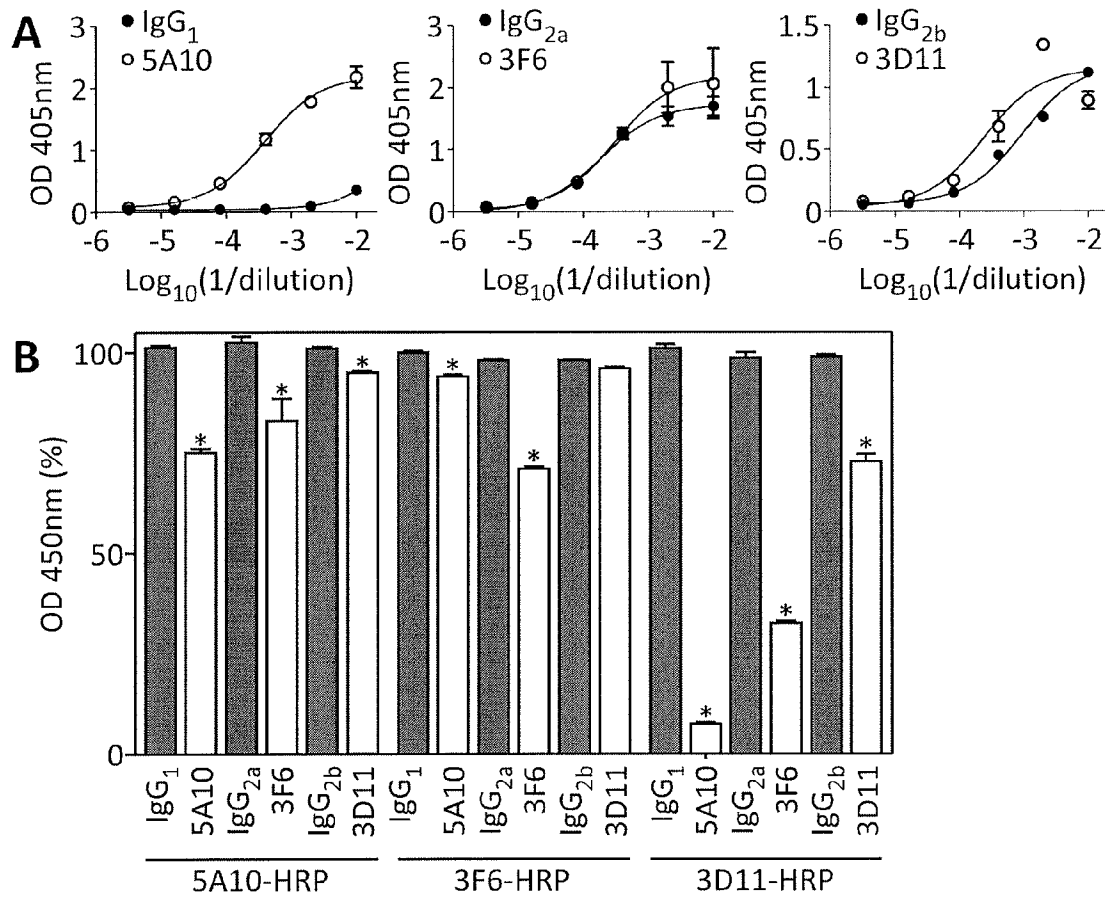 A
IgG₁
5A10
OD 405nm
3
2
1
0
-6 -5 -4 -3 -2
Log₁₀(1/dilution)
IgG₂ₐ
3F6
OD 405nm
3
2
1
0
-6 -5 -4 -3 -2
Log₁₀(1/dilution)
IgG₂b
3D11
OD 405nm
1.5
1
0.5
0
-6 -5 -4 -3 -2
Log₁₀(1/dilution)
B
OD 450nm (%)
100
50
0
* * * * * * * *
IgG₁ 5A10 IgG₂ₐ 3F6 IgG₂b 3D11 IgG₁ 5A10 IgG₂ₐ 3F6 IgG₂b 3D11 IgG₁ 5A10 IgG₂ₐ 3F6 IgG₂b 3D11
5A10-HRP 3F6-HRP 3D11-HRP